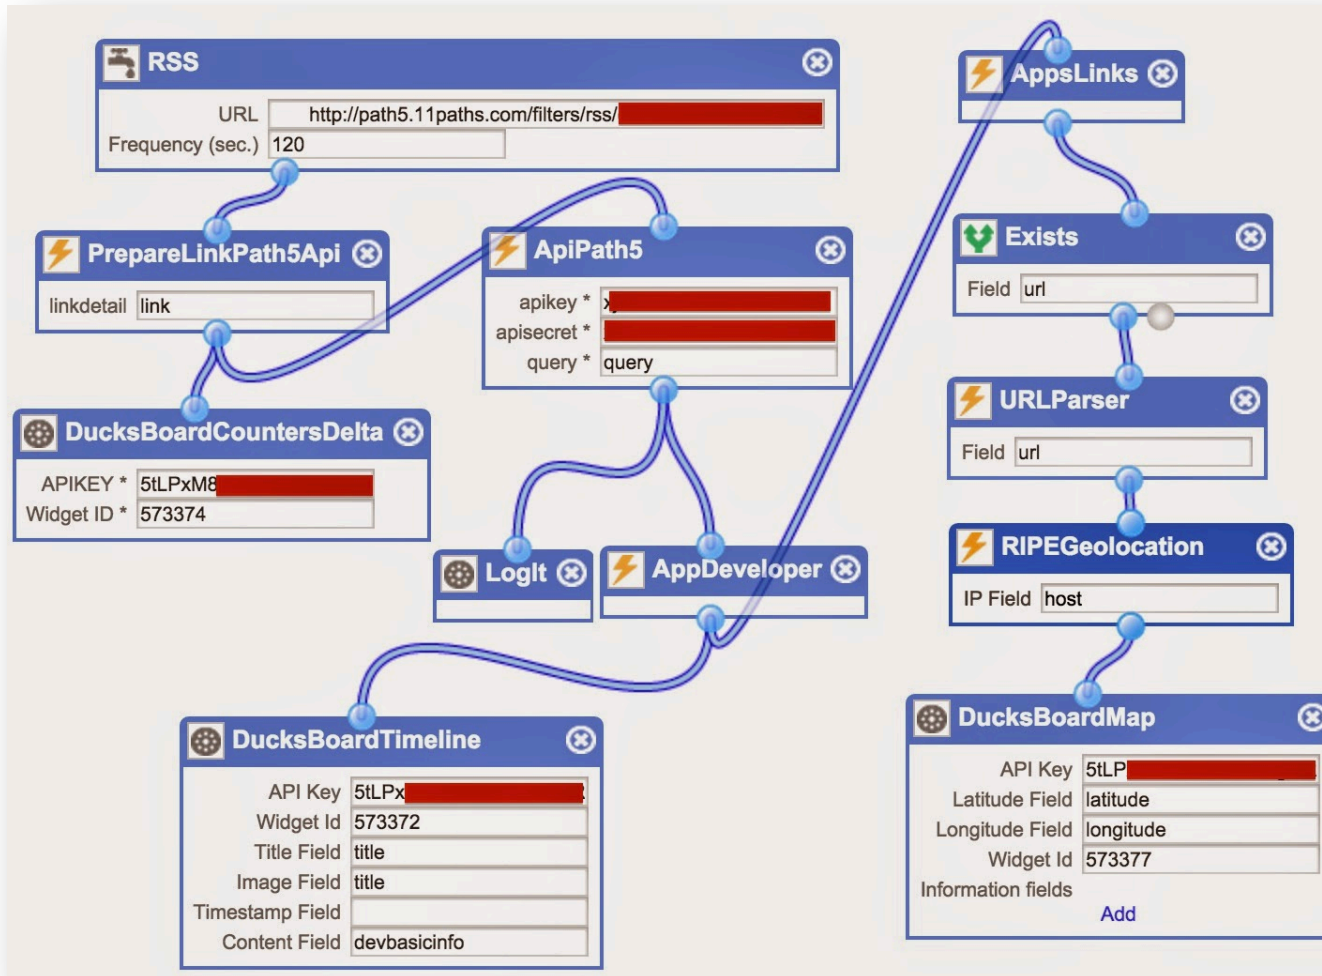 RSS
URL http://path5.11paths.com/filters/rss/
Frequency (sec.) 120
PrepareLinkPath5Api
linkdetail link
DucksBoardCountersDelta
APIKEY * 5tLPxM8
Widget ID * 573374
ApiPath5
apikey *
apisecret *
query * query
LogIt
AppDeveloper
DucksBoardTimeline
API Key 5tLPx
Widget Id 573372
Title Field title
Image Field title
Timestamp Field
Content Field devbasicinfo
AppsLinks
Exists
Field url
URLParser
Field url
RIPEGeolocation
IP Field host
DucksBoardMap
API Key 5tLP
Latitude Field latitude
Longitude Field longitude
Widget Id 573377
Information fields
Add